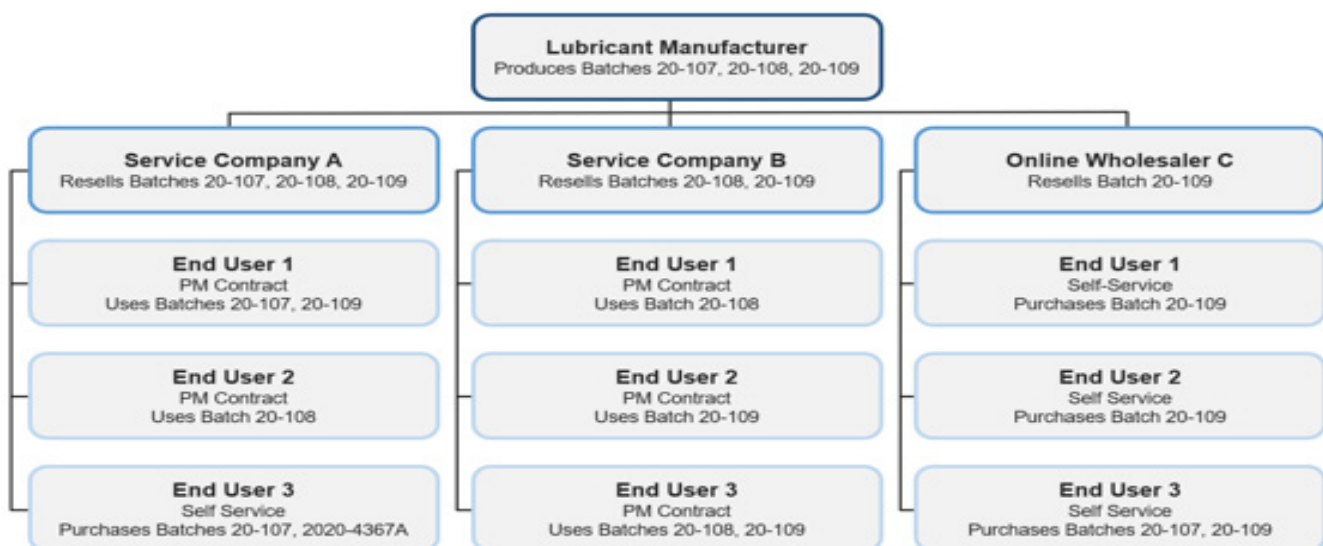 Lubricant Manufacturer
Produces Batches 20-107, 20-108, 20-109
Service Company A
Resells Batches 20-107, 20-108, 20-109
Service Company B
Resells Batches 20-108, 20-109
Online Wholesaler C
Resells Batch 20-109
End User 1
PM Contract
Uses Batches 20-107, 20-109
End User 1
PM Contract
Uses Batch 20-108
End User 1
Self-Service
Purchases Batch 20-109
End User 2
PM Contract
Uses Batch 20-108
End User 2
PM Contract
Uses Batch 20-109
End User 2
Self Service
Purchases Batch 20-109
End User 3
Self Service
Purchases Batches 20-107, 2020-4367A
End User 3
PM Contract
Uses Batches 20-108, 20-109
End User 3
Self Service
Purchases Batches 20-107, 20-109